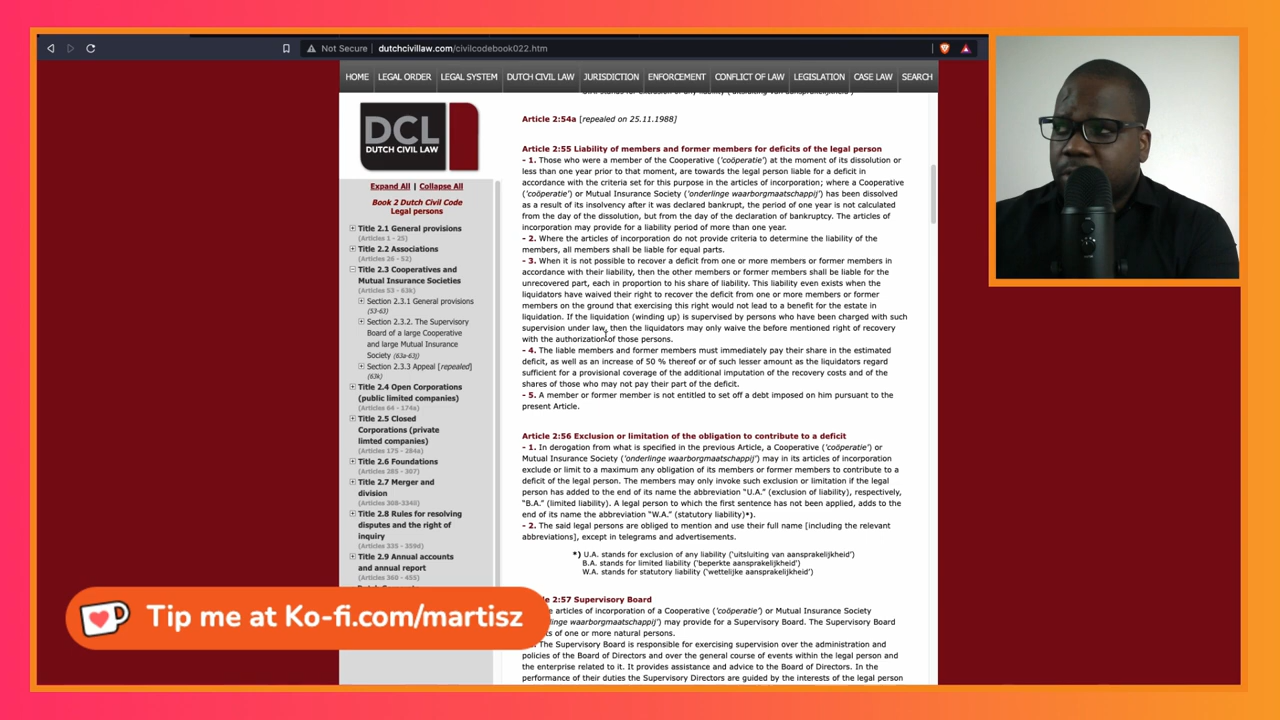 Not Secure | dutchcivillaw.com/civilcodebook022.htm
HOME LEGAL ORDER LEGAL SYSTEM DUTCH CIVIL LAW JURISDICTION ENFORCEMENT CONFLICT OF LAW LEGISLATION CASE LAW SEARCH
DCL
DUTCH CIVIL LAW
Expand All | Collapse All
Book 2 Dutch Civil Code
Legal persons
Title 2.1 General provisions
(Articles 1 - 25)
Title 2.2 Associations
(Articles 26 - 52)
Title 2.3 Cooperatives and
Mutual Insurance Societies
(Articles 53 - 63k)
Section 2.3.1 General provisions
(53-63)
Section 2.3.2. The Supervisory
Board of a large Cooperative
and large Mutual Insurance
Society (63a-63j)
Section 2.3.3 Appeal [repealed]
(63k)
Title 2.4 Open Corporations
(public limited companies)
(Articles 64 - 174a)
Title 2.5 Closed
Corporations (private
limted companies)
(Articles 175 - 284a)
Title 2.6 Foundations
(Articles 285 - 307)
Title 2.7 Merger and
division
(Articles 308-334ii)
Title 2.8 Rules for resolving
disputes and the right of
inquiry
(Articles 335 - 359d)
Title 2.9 Annual accounts
and annual report
(Articles 360 - 455)
Article 2:54a [repealed on 25.11.1988]
Article 2:55 Liability of members and former members for deficits of the legal person
- 1. Those who were a member of the Cooperative ('coöperatie') at the moment of its dissolution or
less than one year prior to that moment, are towards the legal person liable for a deficit in
accordance with the criteria set for this purpose in the articles of incorporation; where a Cooperative
('coöperatie') or Mutual Insurance Society ('onderlinge waarborgmaatschappij') has been dissolved
as a result of its insolvency after it was declared bankrupt, the period of one year is not calculated
from the day of the dissolution, but from the day of the declaration of bankruptcy. The articles of
incorporation may provide for a liability period of more than one year.
- 2. Where the articles of incorporation do not provide criteria to determine the liability of the
members, all members shall be liable for equal parts.
- 3. When it is not possible to recover a deficit from one or more members or former members in
accordance with their liability, then the other members or former members shall be liable for the
unrecovered part, each in proportion to his share of liability. This liability even exists when the
liquidators have waived their right to recover the deficit from one or more members or former
members on the ground that exercising this right would not lead to a benefit for the estate in
liquidation. If the liquidation (winding up) is supervised by persons who have been charged with such
supervision under law, then the liquidators may only waive the before mentioned right of recovery
with the authorization of those persons.
- 4. The liable members and former members must immediately pay their share in the estimated
deficit, as well as an increase of 50 % thereof or of such lesser amount as the liquidators regard
sufficient for a provisional coverage of the additional imputation of the recovery costs and of the
shares of those who may not pay their part of the deficit.
- 5. A member or former member is not entitled to set off a debt imposed on him pursuant to the
present Article.
Article 2:56 Exclusion or limitation of the obligation to contribute to a deficit
- 1. In derogation from what is specified in the previous Article, a Cooperative ('coöperatie') or
Mutual Insurance Society ('onderlinge waarborgmaatschappij') may in its articles of incorporation
exclude or limit to a maximum any obligation of its members or former members to contribute to a
deficit of the legal person. The members may only invoke such exclusion or limitation if the legal
person has added to the end of its name the abbreviation "U.A." (exclusion of liability), respectively,
"B.A." (limited liability). A legal person to which the first sentence has not been applied, adds to the
end of its name the abbreviation "W.A." (statutory liability)*).
- 2. The said legal persons are obliged to mention and use their full name [including the relevant
abbreviations], except in telegrams and advertisements.
*) U.A. stands for exclusion of any liability ('uitsluiting van aansprakelijkheid')
B.A. stands for limited liability ('beperkte aansprakelijkheid')
W.A. stands for statutory liability ('wettelijke aansprakelijkheid')
2:57 Supervisory Board
articles of incorporation of a Cooperative ('coöperatie') or Mutual Insurance Society
waarborgmaatschappij') may provide for a Supervisory Board. The Supervisory Board
of one or more natural persons.
The Supervisory Board is responsible for exercising supervision over the administration and
policies of the Board of Directors and over the general course of events within the legal person and
the enterprise related to it. It provides assistance and advice to the Board of Directors. In the
performance of their duties the Supervisory Directors are guided by the interests of the legal person
Tip me at Ko-fi.com/martisz